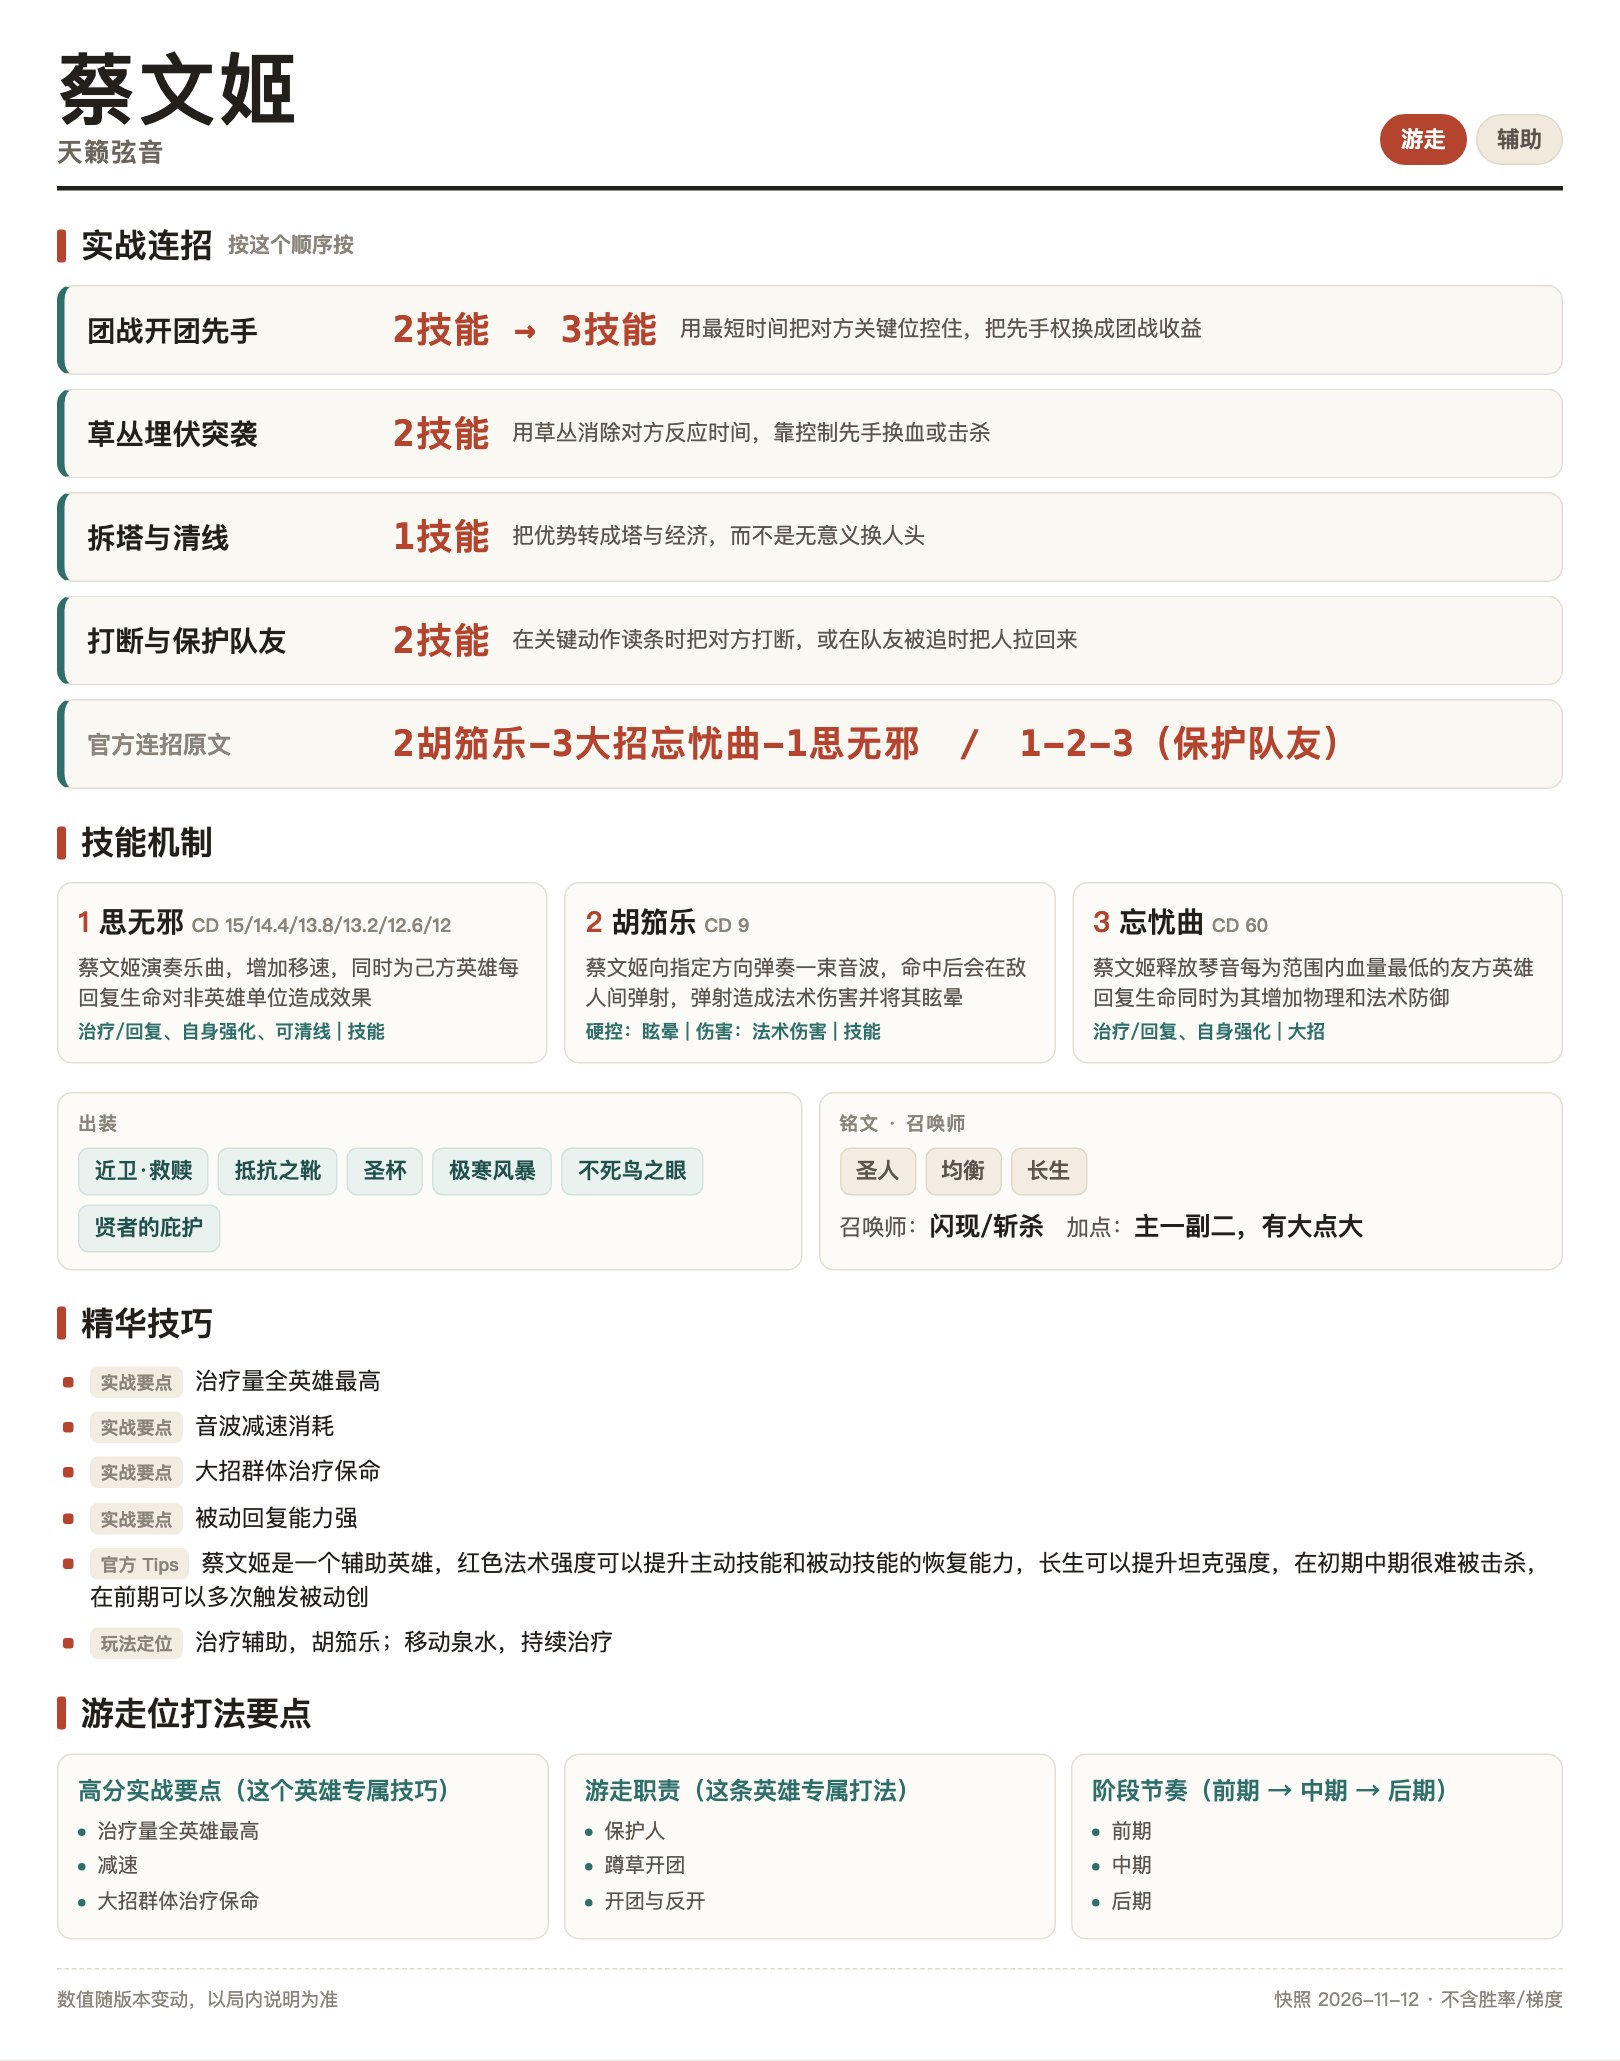 蔡文姬
天籁弦音
游走 辅助
实战连招 按这个顺序按
团战开团先手 2技能 → 3技能 用最短时间把对方关键位控住，把先手权换成团战收益
草丛埋伏突袭 2技能 用草丛消除对方反应时间，靠控制先手换血或击杀
拆塔与清线 1技能 把优势转成塔与经济，而不是无意义换人头
打断与保护队友 2技能 在关键动作读条时把对方打断，或在队友被追时把人拉回来
官方连招原文 2胡笳乐-3大招忘忧曲-1思无邪 / 1-2-3（保护队友）
技能机制
1 思无邪 CD 15/14.4/13.8/13.2/12.6/12
蔡文姬演奏乐曲，增加移速，同时为己方英雄每
回复生命对非英雄单位造成效果
治疗/回复、自身强化、可清线 | 技能
2 胡笳乐 CD 9
蔡文姬向指定方向弹奏一束音波，命中后会在敌
人间弹射，弹射造成法术伤害并将其眩晕
硬控：眩晕 | 伤害：法术伤害 | 技能
3 忘忧曲 CD 60
蔡文姬释放琴音每为范围内血量最低的友方英雄
回复生命同时为其增加物理和法术防御
治疗/回复、自身强化 | 大招
出装
近卫·救赎 抵抗之靴 圣杯 极寒风暴 不死鸟之眼
贤者的庇护
铭文 · 召唤师
圣人 均衡 长生
召唤师：闪现/斩杀 加点：主一副二，有大点大
精华技巧
实战要点 治疗量全英雄最高
实战要点 音波减速消耗
实战要点 大招群体治疗保命
实战要点 被动回复能力强
官方 Tips 蔡文姬是一个辅助英雄，红色法术强度可以提升主动技能和被动技能的恢复能力，长生可以提升坦克强度，在初期中期很难被击杀，
在前期可以多次触发被动创
玩法定位 治疗辅助，胡笳乐；移动泉水，持续治疗
游走位打法要点
高分实战要点（这个英雄专属技巧）
治疗量全英雄最高
减速
大招群体治疗保命
游走职责（这条英雄专属打法）
保护人
蹲草开团
开团与反开
阶段节奏（前期 → 中期 → 后期）
前期
中期
后期
数值随版本变动，以局内说明为准
快照 2026-11-12 · 不含胜率/梯度